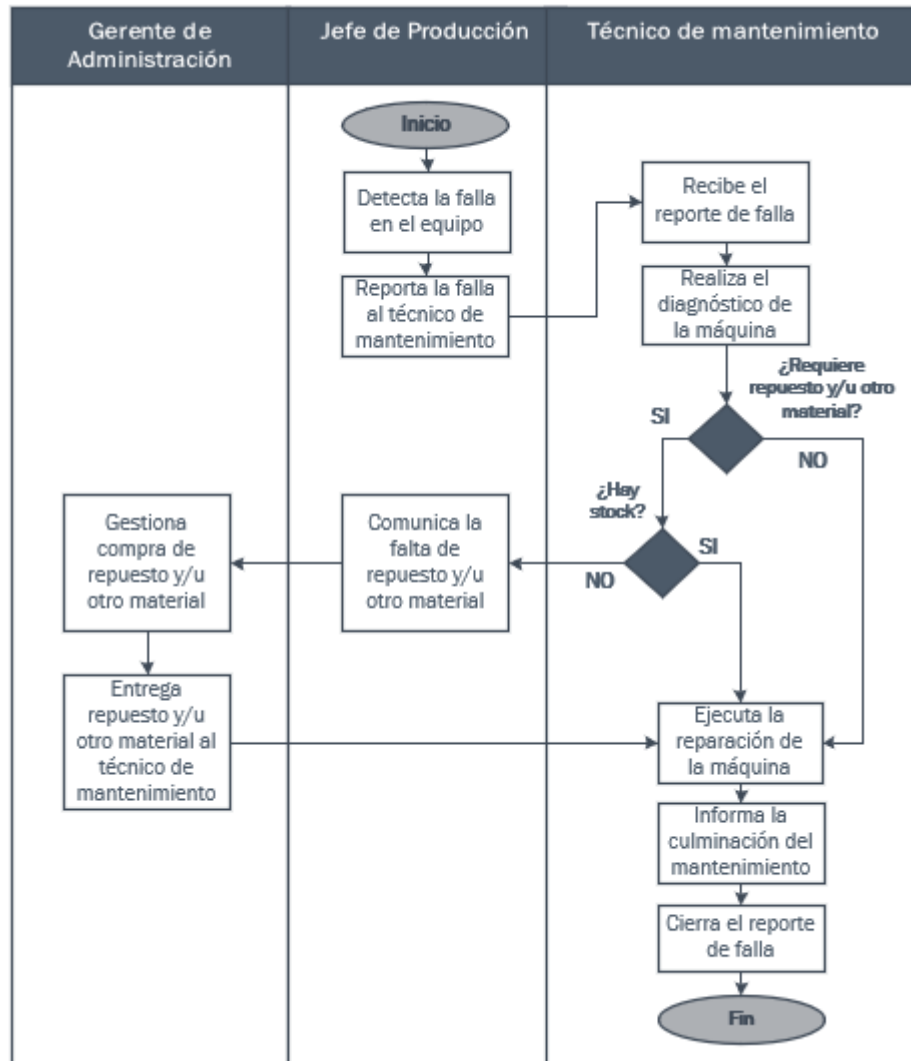 Gerente de
Administración
Jefe de Producción
Técnico de mantenimiento
Inicio
Detecta la falla
en el equipo
Reporta la falla
al técnico de
mantenimiento
Recibe el
reporte de falla
Realiza el
diagnóstico de
la máquina
¿Requiere
repuesto y/u otro
material?
SI
NO
¿Hay
stock?
SI
NO
Comunica la
falta de
repuesto y/u
otro material
Gestiona
compra de
repuesto y/u
otro material
Entrega
repuesto y/u
otro material al
técnico de
mantenimiento
Ejecuta la
reparación de
la máquina
Informa la
culminación del
mantenimiento
Cierra el reporte
de falla
Fin